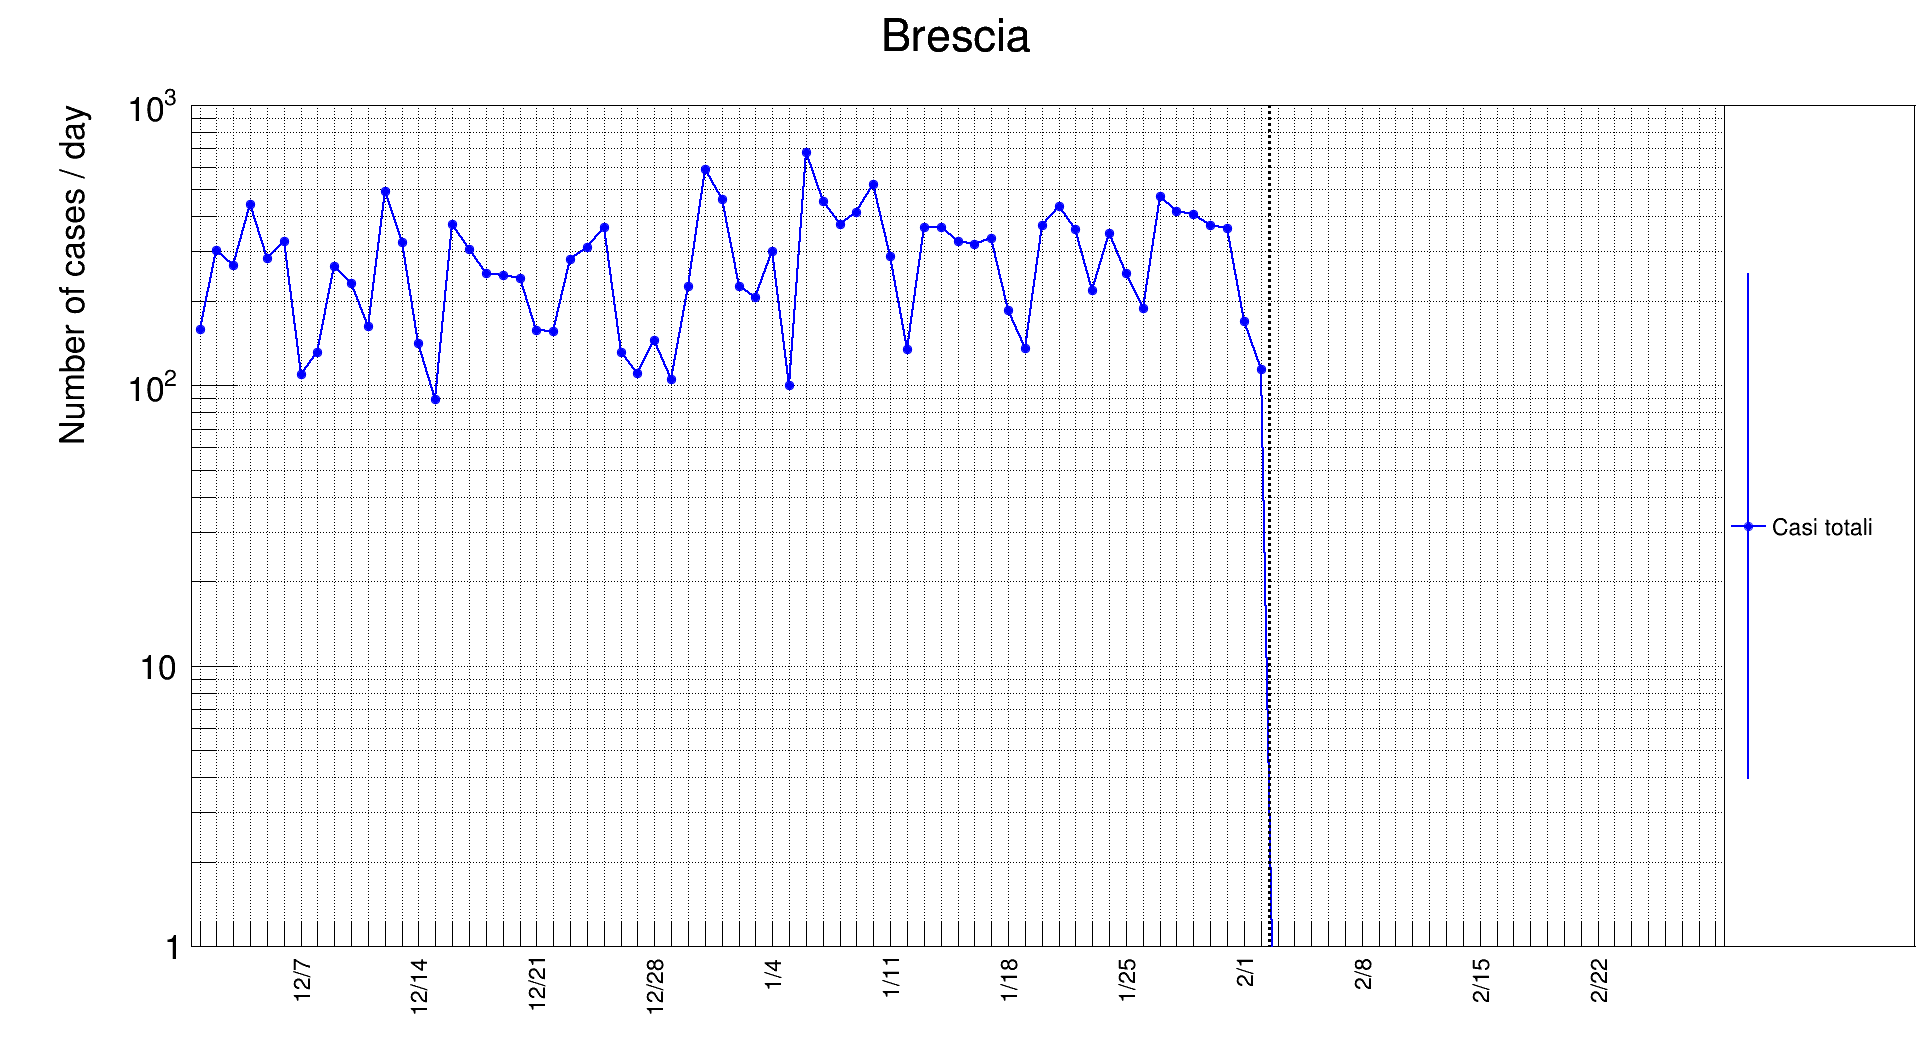 Brescia
Number of cases / day
10³
10²
10
1
12/7 12/14 12/21 12/28 1/4 1/11 1/18 1/25 2/1 2/8 2/15 2/22
Casi totali